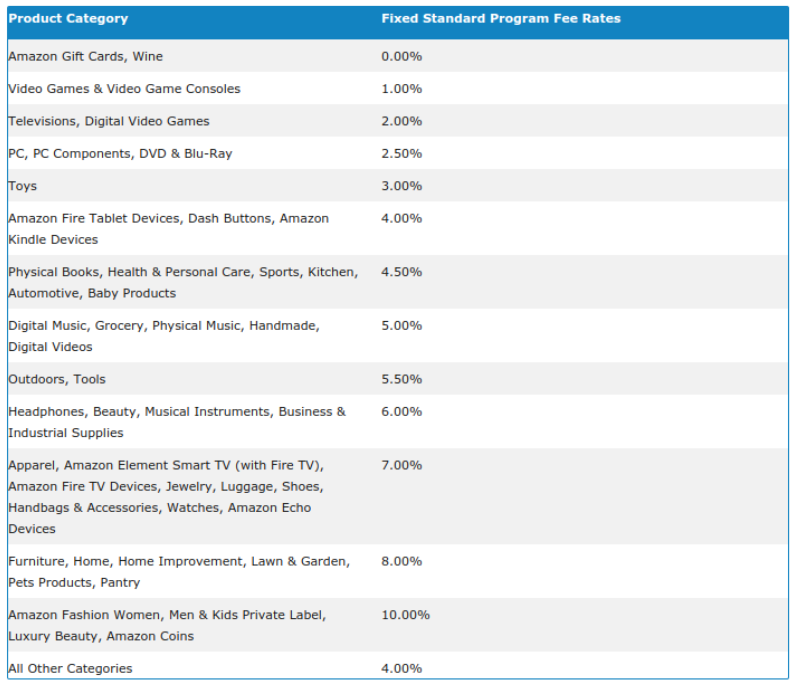 Product Category Fixed Standard Program Fee Rates
Amazon Gift Cards, Wine 0.00%
Video Games & Video Game Consoles 1.00%
Televisions, Digital Video Games 2.00%
PC, PC Components, DVD & Blu-Ray 2.50%
Toys 3.00%
Amazon Fire Tablet Devices, Dash Buttons, Amazon 4.00%
Kindle Devices
Physical Books, Health & Personal Care, Sports, Kitchen, 4.50%
Automotive, Baby Products
Digital Music, Grocery, Physical Music, Handmade, 5.00%
Digital Videos
Outdoors, Tools 5.50%
Headphones, Beauty, Musical Instruments, Business & 6.00%
Industrial Supplies
Apparel, Amazon Element Smart TV (with Fire TV), 7.00%
Amazon Fire TV Devices, Jewelry, Luggage, Shoes,
Handbags & Accessories, Watches, Amazon Echo
Devices
Furniture, Home, Home Improvement, Lawn & Garden, 8.00%
Pets Products, Pantry
Amazon Fashion Women, Men & Kids Private Label, 10.00%
Luxury Beauty, Amazon Coins
All Other Categories 4.00%